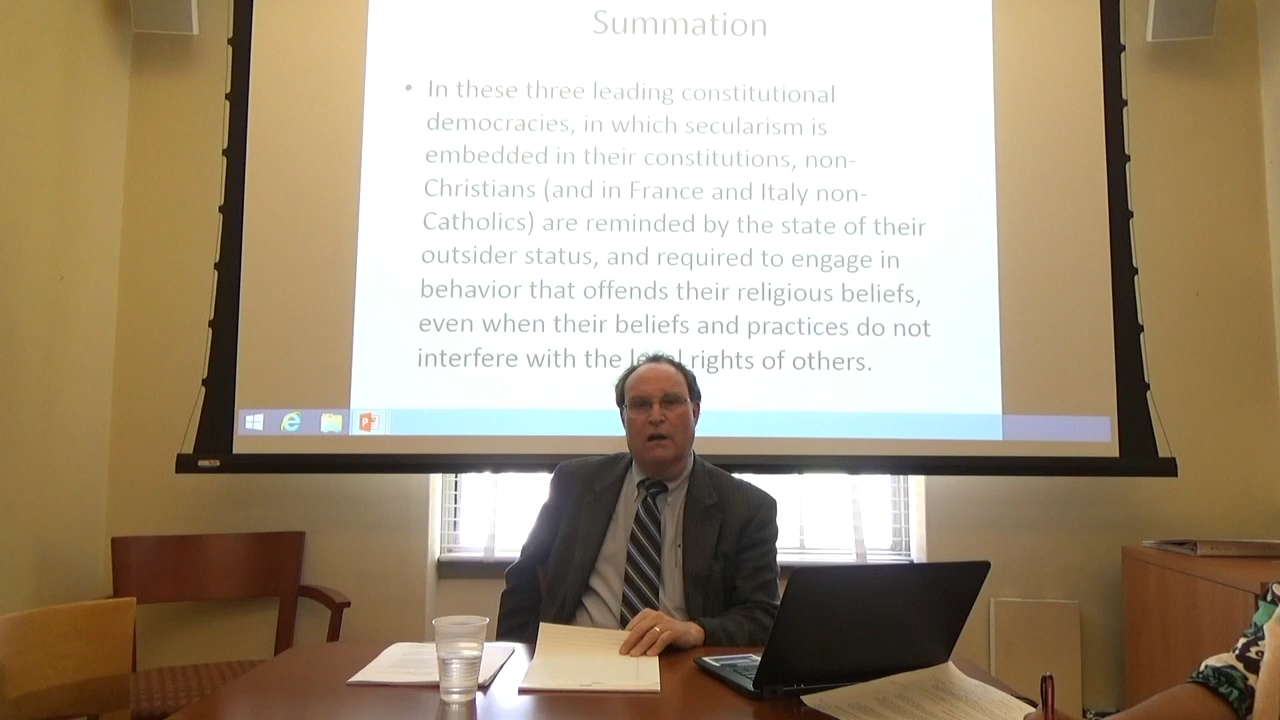 Summation
• In these three leading constitutional
democracies, in which secularism is
embedded in their constitutions, non-
Christians (and in France and Italy non-
Catholics) are reminded by the state of their
outsider status, and required to engage in
behavior that offends their religious beliefs,
even when their beliefs and practices do not
interfere with the legal rights of others.